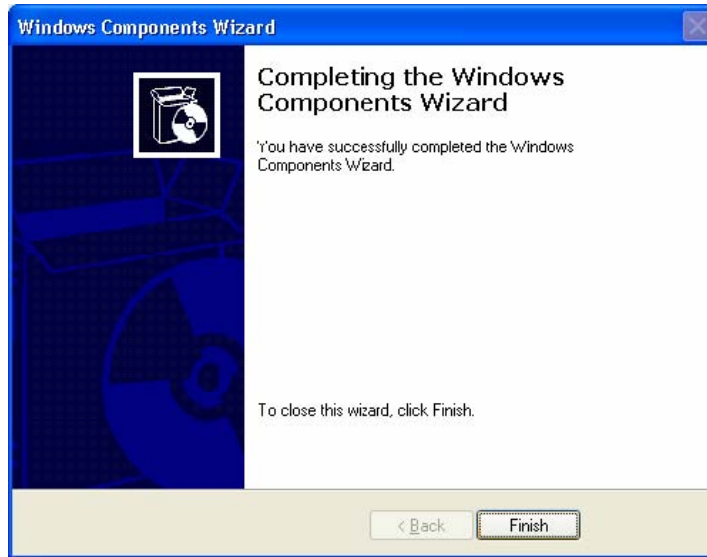 Windows Components Wizard
Completing the Windows
Components Wizard
You have successfully completed the Windows
Components Wizard.
To close this wizard, click Finish.
< Back
Finish